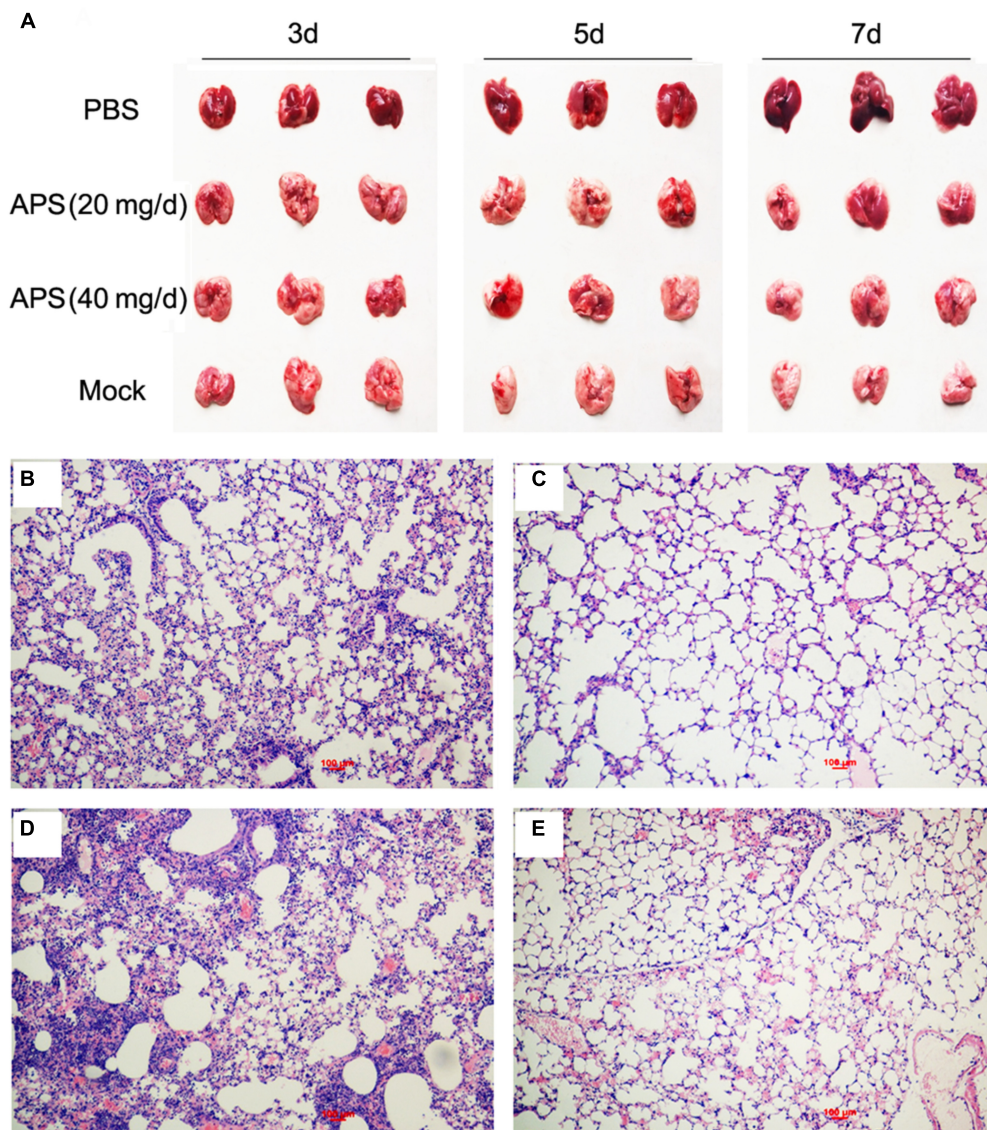 A
3d 5d 7d
PBS
APS(20 mg/d)
APS(40 mg/d)
Mock
B
C
100 μm
100 μm
D
E
100 μm
100 μm